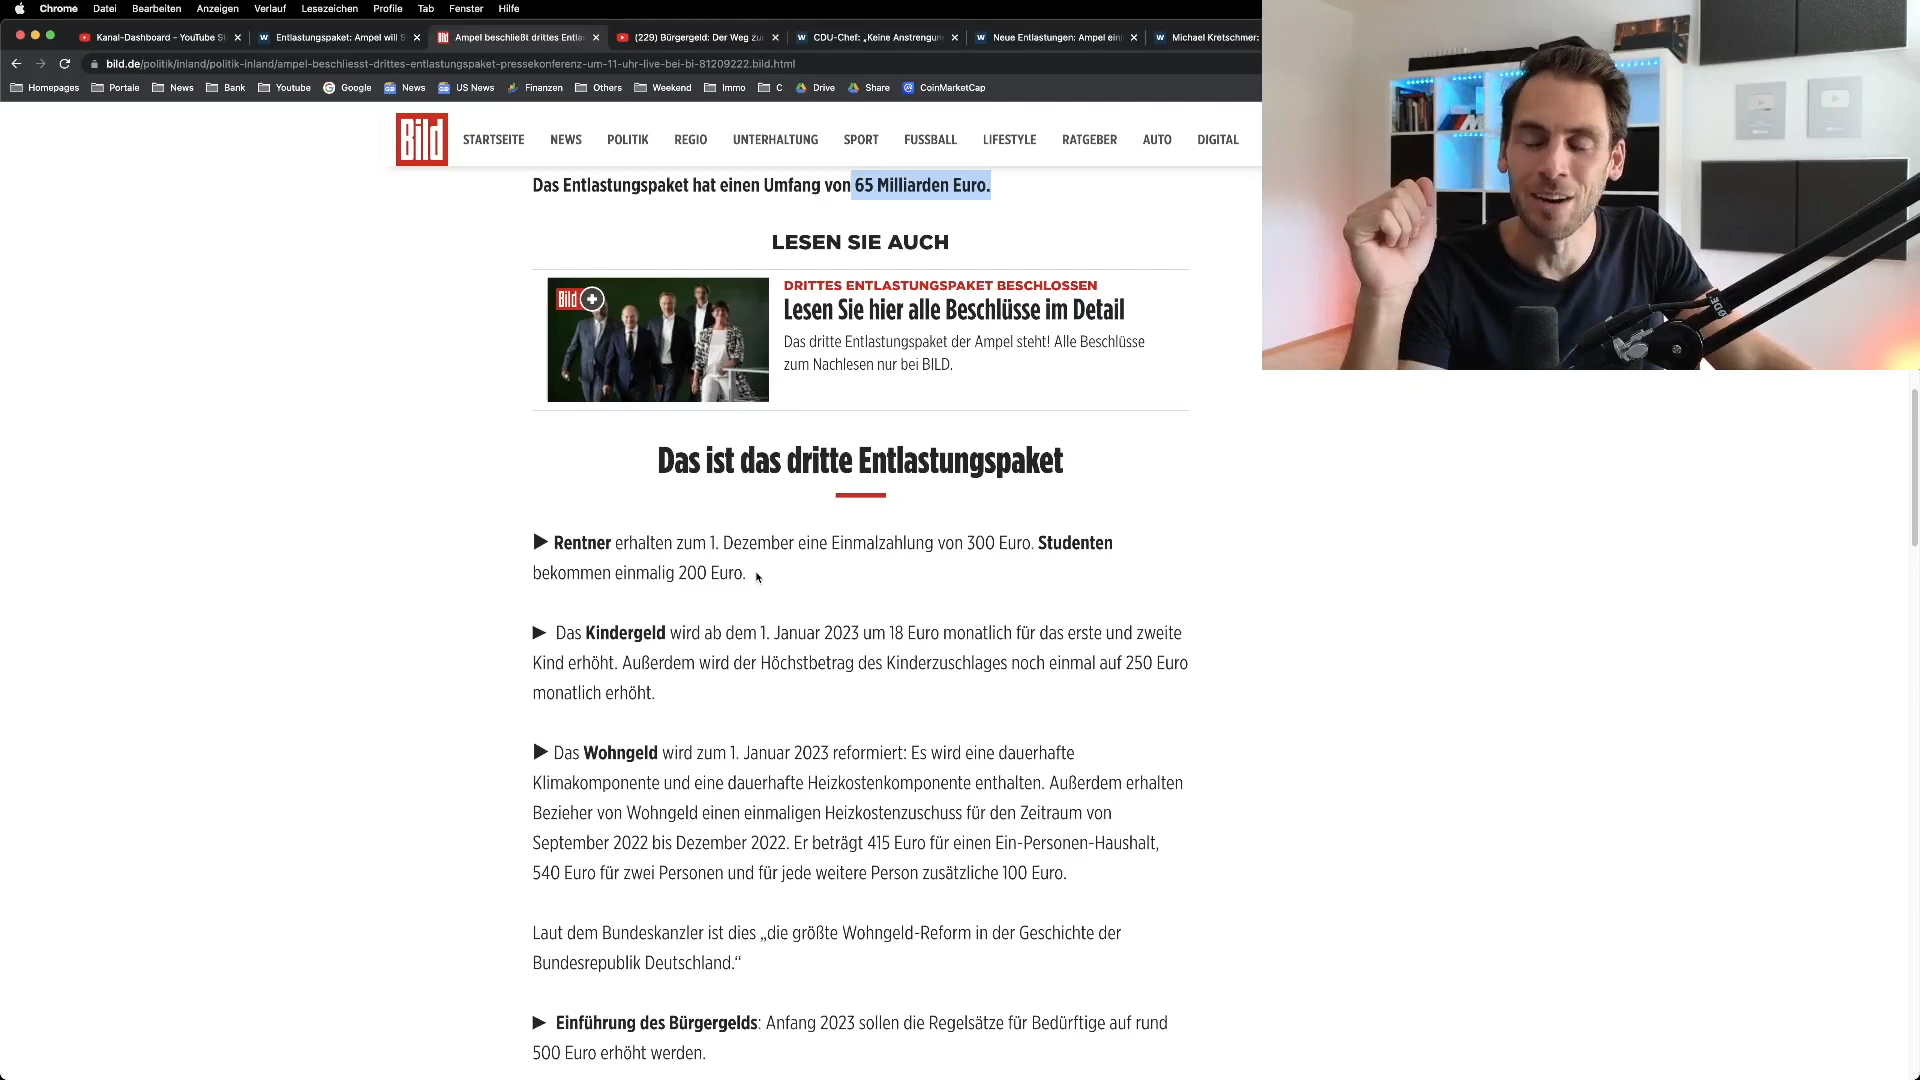 Chrome Datei Bearbeiten Anzeigen Verlauf Lesezeichen Profile Tab Fenster Hilfe
Kanal-Dashboard – YouTube S
Entlastungspaket: Ampel will S
Ampel beschließt drittes Entla
(229) Bürgergeld: Der Weg zu
CDU-Chef: „Keine Anstrengun
Neue Entlastungen: Ampel ein
Michael Kretschmer:
bild.de/politik/inland/politik-inland/ampel-beschliesst-drittes-entlastungspaket-pressekonferenz-um-11-uhr-live-bei-bi-81209222.bild.html
Homepages Portale News Bank Youtube Google News US News Finanzen Others Weekend Immo C Drive Share CoinMarketCap
Bild STARTSEITE NEWS POLITIK REGIO UNTERHALTUNG SPORT FUSSBALL LIFESTYLE RATGEBER AUTO DIGITAL
Das Entlastungspaket hat einen Umfang von 65 Milliarden Euro.
LESEN SIE AUCH
Bild +
DRITTES ENTLASTUNGSPAKET BESCHLOSSEN
Lesen Sie hier alle Beschlüsse im Detail
Das dritte Entlastungspaket der Ampel steht! Alle Beschlüsse
zum Nachlesen nur bei BILD.
Das ist das dritte Entlastungspaket
▶ Rentner erhalten zum 1. Dezember eine Einmalzahlung von 300 Euro. Studenten
bekommen einmalig 200 Euro.
▶ Das Kindergeld wird ab dem 1. Januar 2023 um 18 Euro monatlich für das erste und zweite
Kind erhöht. Außerdem wird der Höchstbetrag des Kinderzuschlages noch einmal auf 250 Euro
monatlich erhöht.
▶ Das Wohngeld wird zum 1. Januar 2023 reformiert: Es wird eine dauerhafte
Klimakomponente und eine dauerhafte Heizkostenkomponente enthalten. Außerdem erhalten
Bezieher von Wohngeld einen einmaligen Heizkostenzuschuss für den Zeitraum von
September 2022 bis Dezember 2022. Er beträgt 415 Euro für einen Ein-Personen-Haushalt,
540 Euro für zwei Personen und für jede weitere Person zusätzliche 100 Euro.
Laut dem Bundeskanzler ist dies „die größte Wohngeld-Reform in der Geschichte der
Bundesrepublik Deutschland.“
▶ Einführung des Bürgergelds: Anfang 2023 sollen die Regelsätze für Bedürftige auf rund
500 Euro erhöht werden.
RØDE